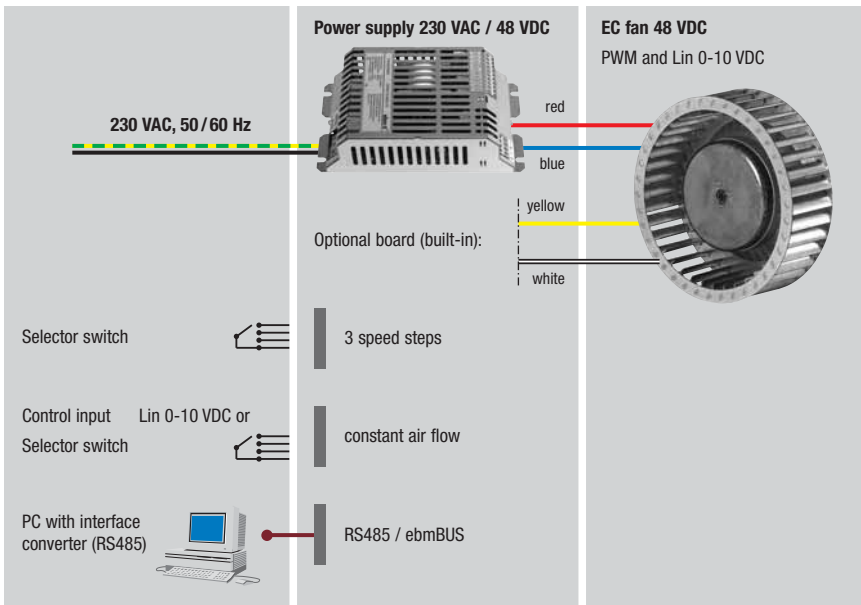 Power supply 230 VAC / 48 VDC
EC fan 48 VDC
PWM and Lin 0-10 VDC
230 VAC, 50/60 Hz
red
blue
yellow
Optional board (built-in):
white
Selector switch
3 speed steps
Control input Lin 0-10 VDC or
Selector switch
constant air flow
PC with interface
converter (RS485)
RS485 / ebmBUS